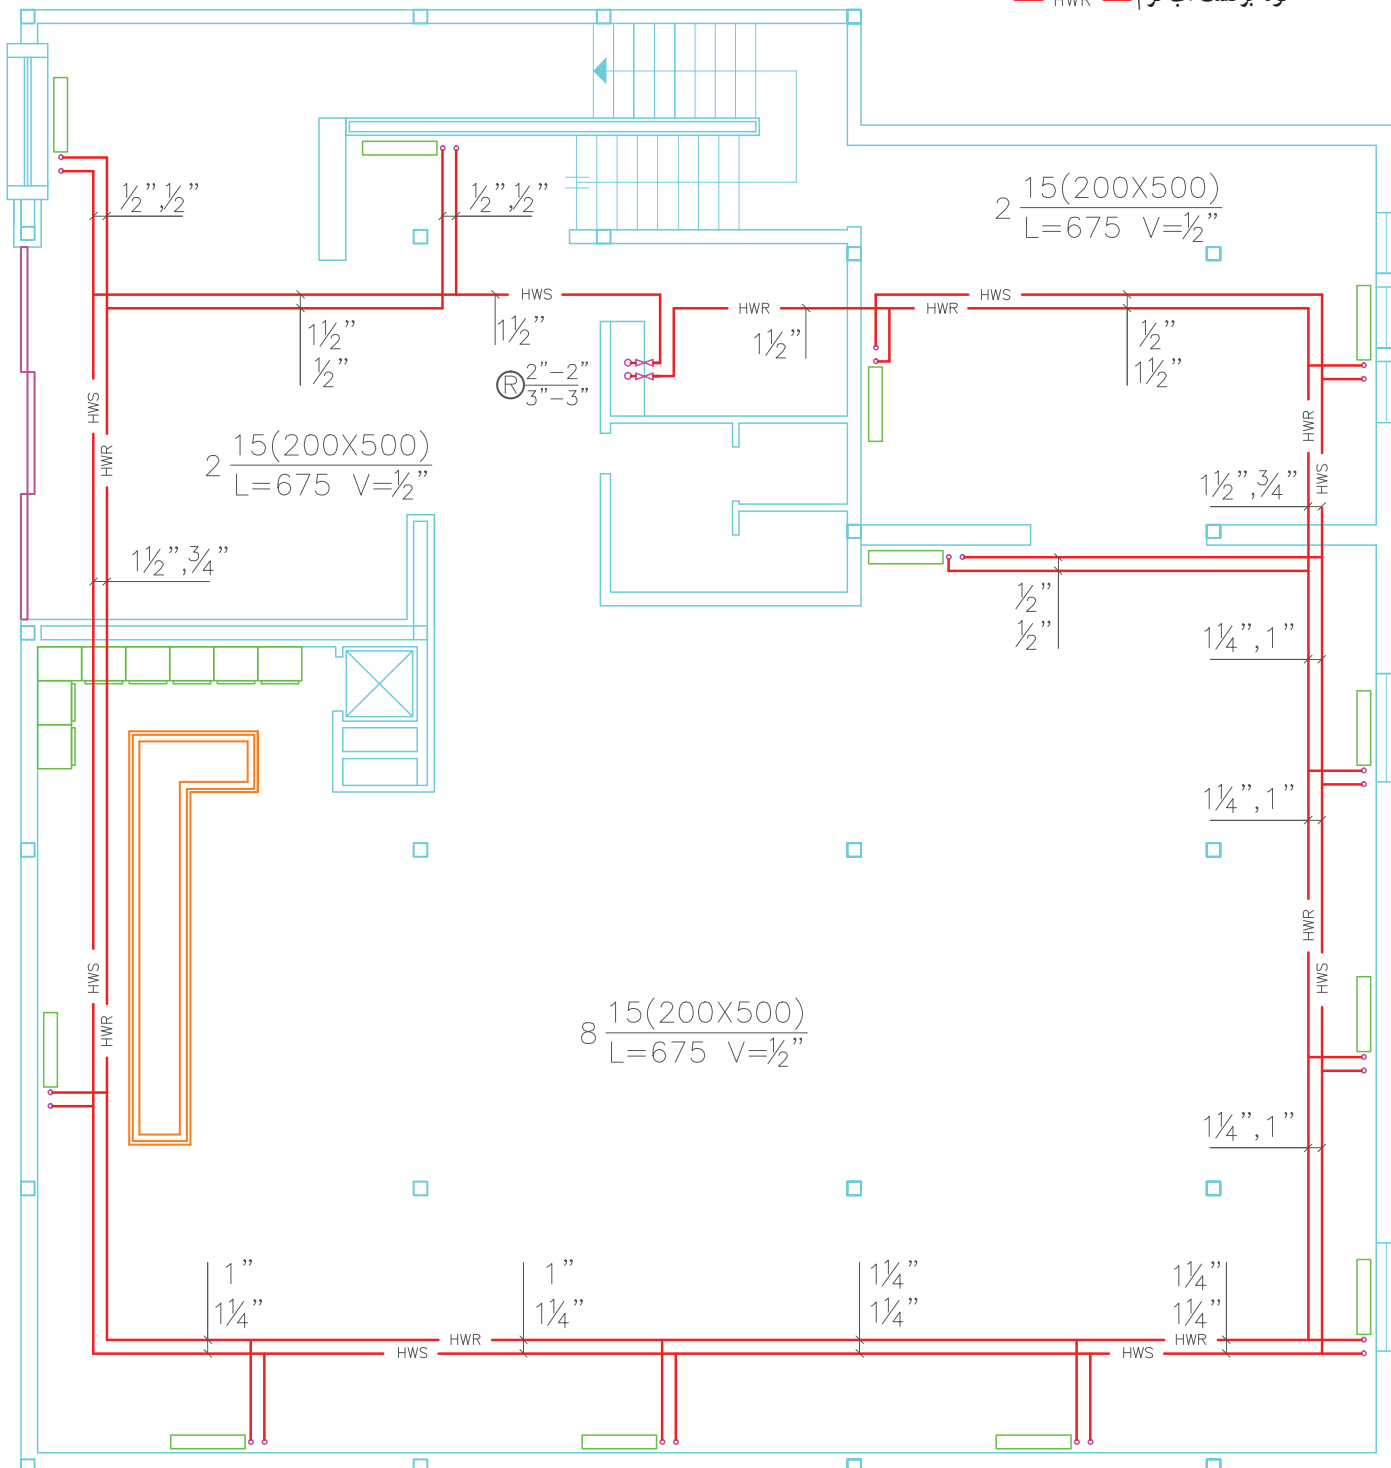 HWR
½”,½”
½”,½”
2 15(200X500)
L=675 V=½”
HWS
HWR
HWS
HWR
1½”
½”
1½”
1½”
½”
1½”
R 2”-2”
3”-3”
HWS
HWR
HWR
HWS
2 15(200X500)
L=675 V=½”
1½”,¾”
1½”,¾”
½”
½”
1¼”,1”
1¼”,1”
HWS
HWR
HWR
HWS
8 15(200X500)
L=675 V=½”
1¼”,1”
1”
1¼”
1”
1¼”
1¼”
1¼”
1¼”
1¼”
HWR
HWS
HWR
HWS